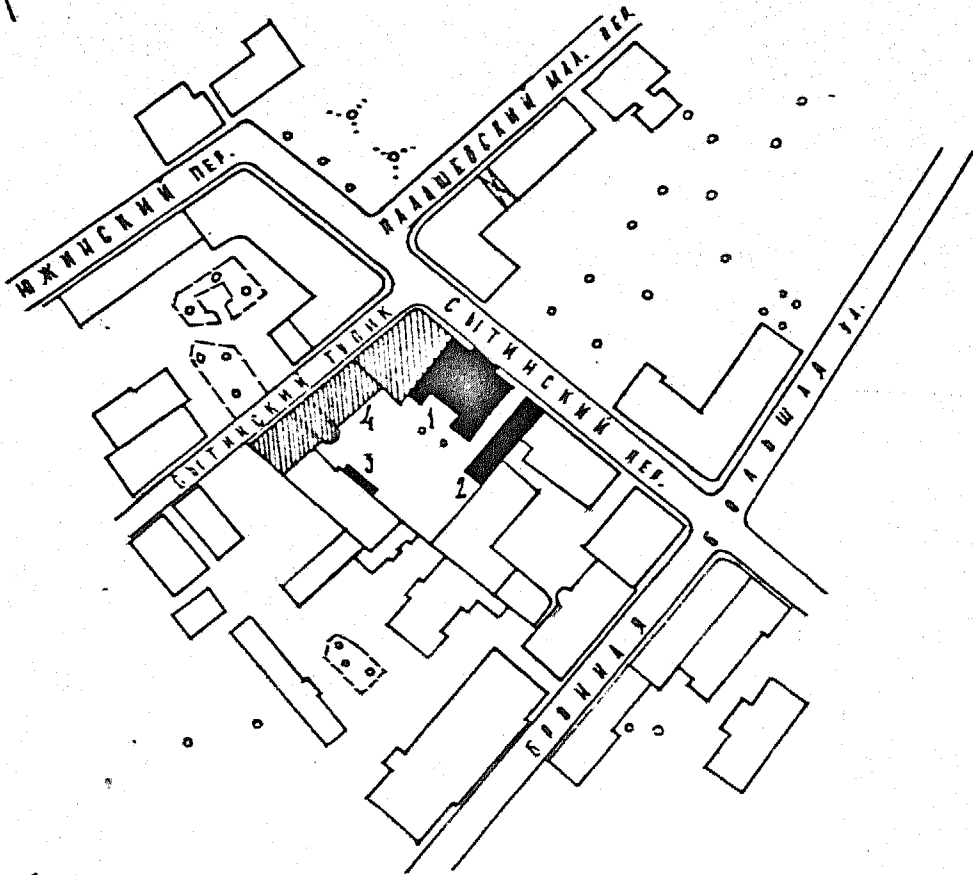 ЮЖИНСКИЙ ПЕР.
ПАЛАШЕВСКИЙ МАЛ. ПЕР.
СЫТИНСКИЙ ТУПИК
СЫТИНСКИЙ ПЕР.
БОЛЬШАЯ УЛ.
БРОННАЯ
1
2
3
4